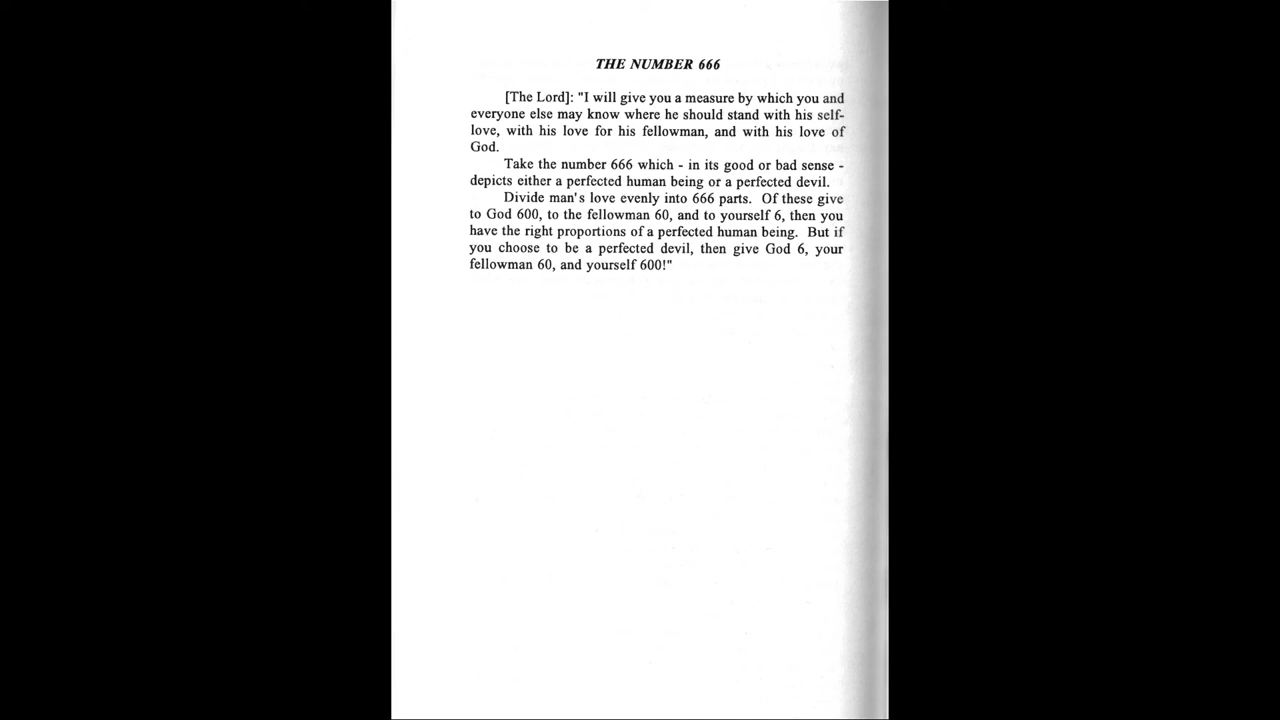 THE NUMBER 666
[The Lord]: "I will give you a measure by which you and
everyone else may know where he should stand with his self-
love, with his love for his fellowman, and with his love of
God.
Take the number 666 which - in its good or bad sense -
depicts either a perfected human being or a perfected devil.
Divide man's love evenly into 666 parts. Of these give
to God 600, to the fellowman 60, and to yourself 6, then you
have the right proportions of a perfected human being. But if
you choose to be a perfected devil, then give God 6, your
fellowman 60, and yourself 600!"